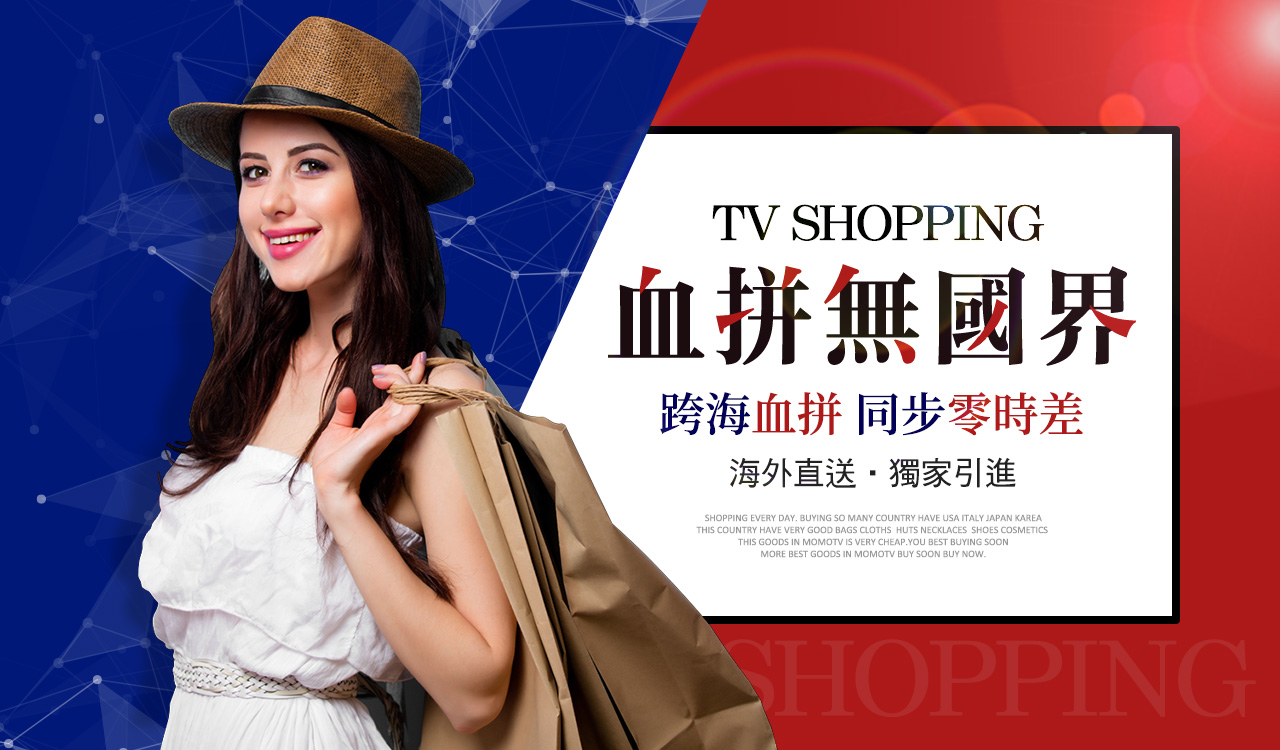 TV SHOPPING
血拼無國界
跨海血拼 同步零時差
海外直送・獨家引進
SHOPPING EVERY DAY. BUYING SO MANY COUNTRY HAVE USA ITALY JAPAN KAREA
THIS COUNTRY HAVE VERY GOOD BAGS CLOTHS  HUTS NECKLACES  SHOES COSMETICS
THIS GOODS IN MOMOTV IS VERY CHEAP.YOU BEST BUYING SOON
MORE BEST GOODS IN MOMOTV BUY SOON BUY NOW.
SHOPPING